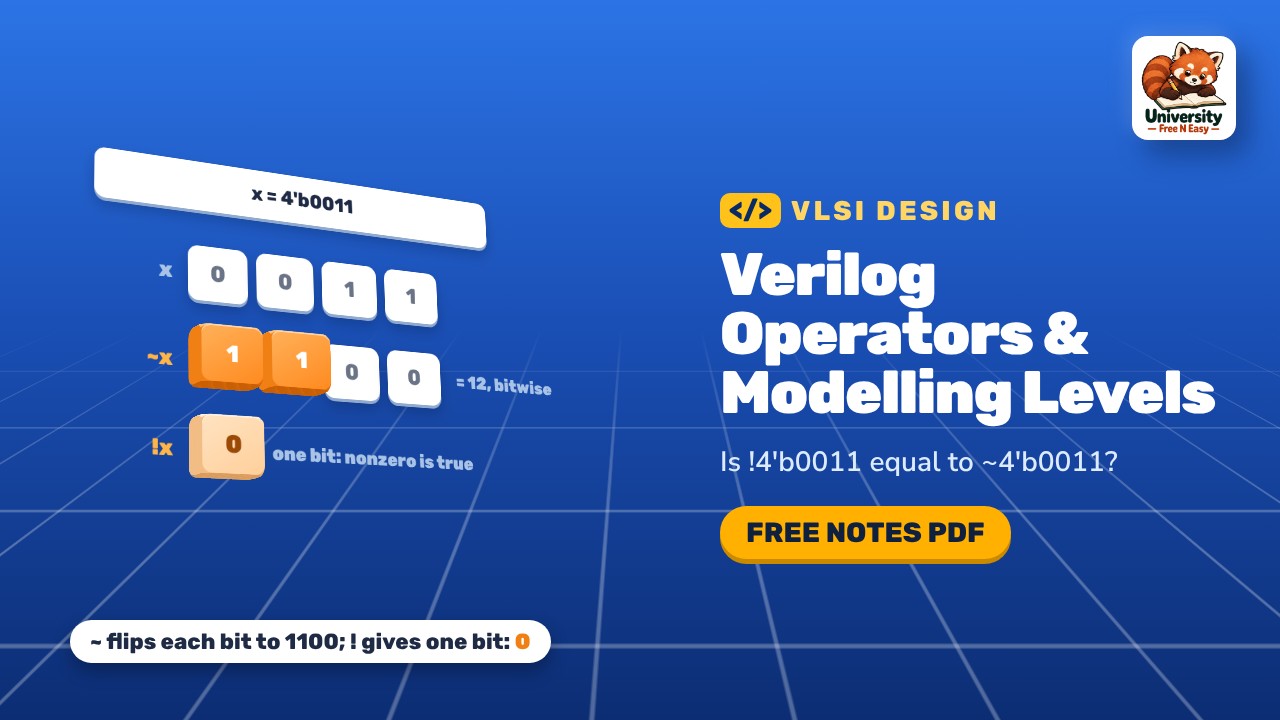 University
Free N Easy
x = 4'b0011
x 0 0 1 1
~x 1 1 0 0 = 12, bitwise
!x 0 one bit: nonzero is true
~ flips each bit to 1100; ! gives one bit: 0
</> VLSI DESIGN
Verilog
Operators &
Modelling Levels
Is !4'b0011 equal to ~4'b0011?
FREE NOTES PDF